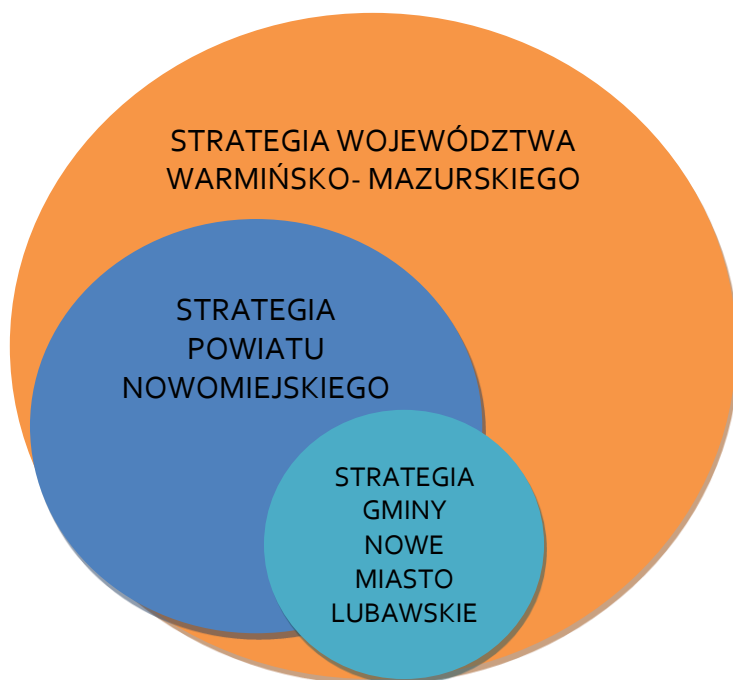 STRATEGIA WOJEWÓDZTWA
WARMIŃSKO- MAZURSKIEGO
STRATEGIA
POWIATU
NOWOMIEJSKIEGO
STRATEGIA
GMINY
NOWE
MIASTO
LUBAWSKIE